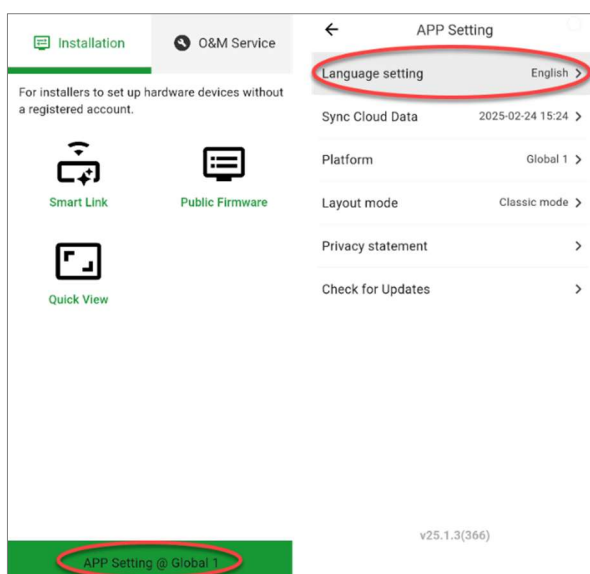 Installation
O&M Service
For installers to set up hardware devices without
a registered account.
Smart Link
Public Firmware
Quick View
APP Setting @ Global 1
APP Setting
Language setting
English
Sync Cloud Data
2025-02-24 15:24
Platform
Global 1
Layout mode
Classic mode
Privacy statement
Check for Updates
v25.1.3(366)